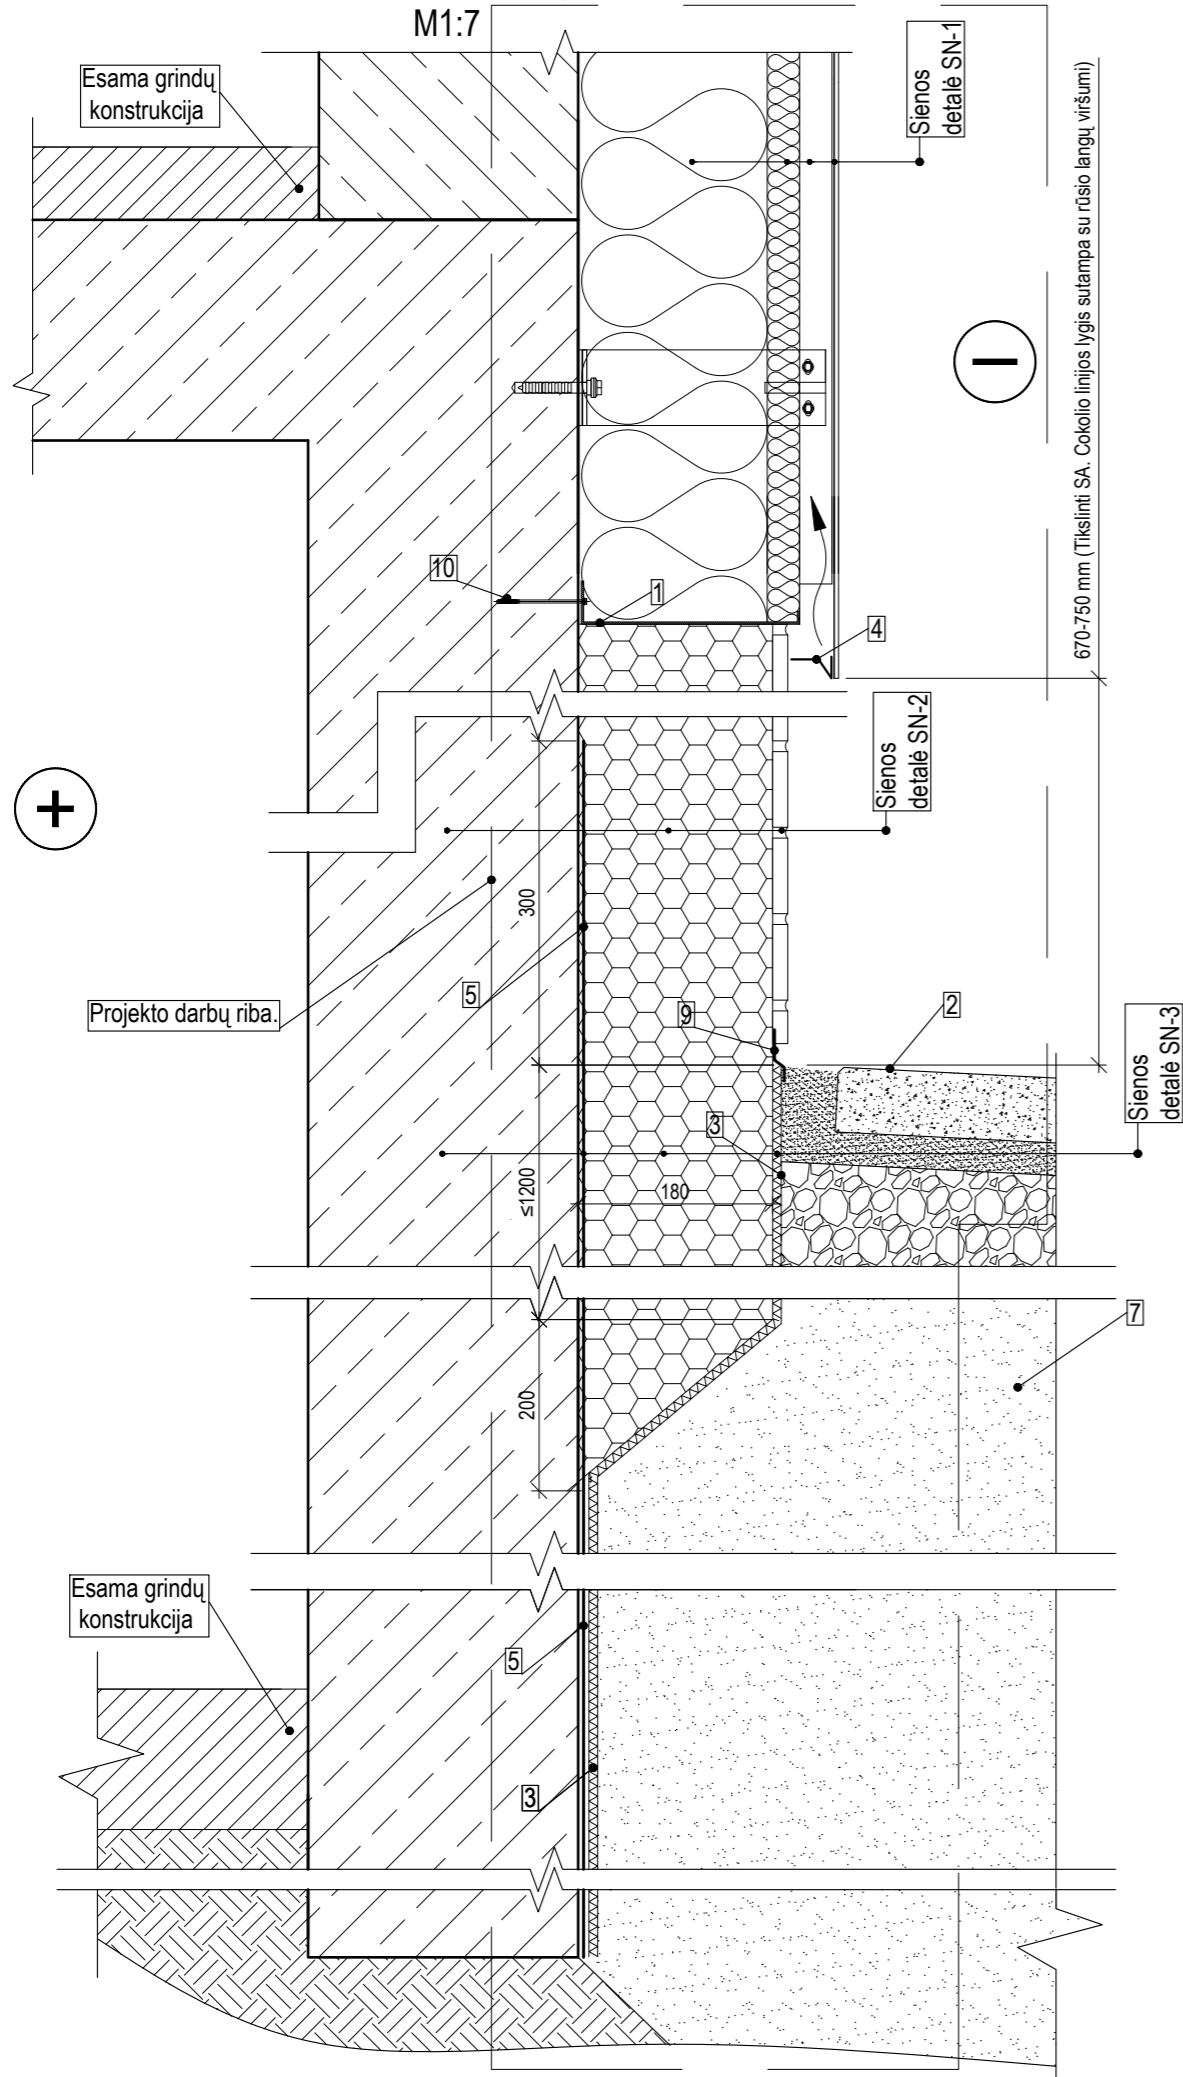 M1:7
Esama grindų
konstrukcija
Sienos
detalė SN-1
670-750 mm (Tikslinti SA. Cokolio linijos lygis sutampa su rūsio langų viršumi)
10
1
4
Sienos
detalė SN-2
300
5
Projekto darbų riba.
9
2
Sienos
detalė SN-3
3
≤1200
180
7
200
Esama grindų
konstrukcija
5
3